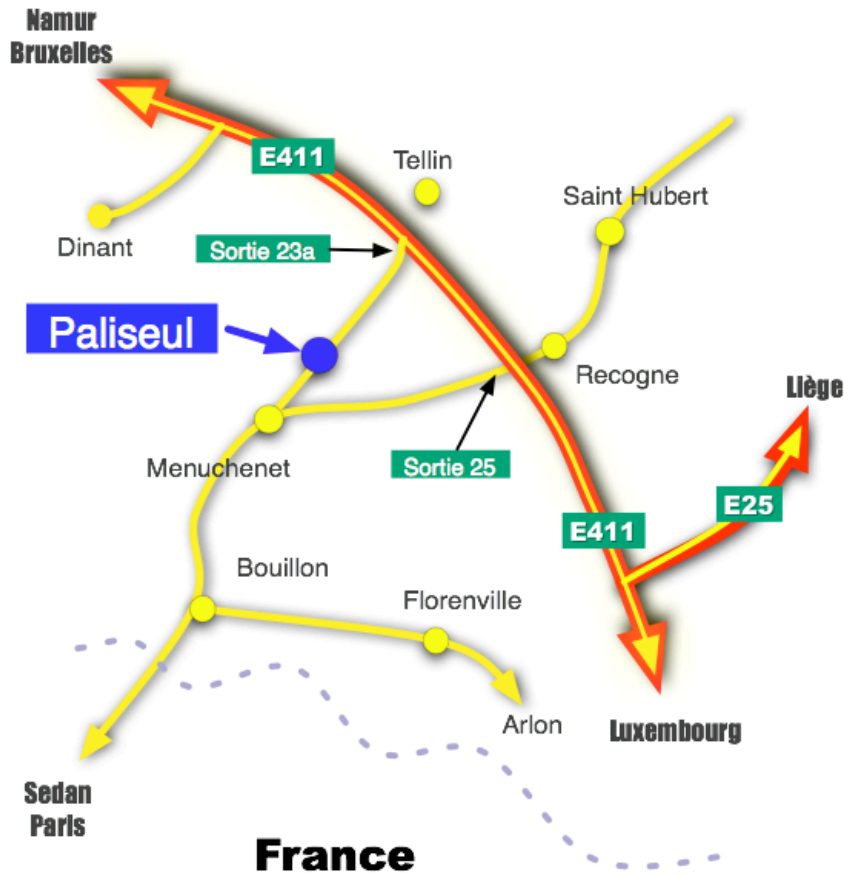 Namur
Bruxelles
E411
Tellin
Saint Hubert
Dinant
Sortie 23a
Paliseul
Recogne
Liège
Menuchenet
Sortie 25
E25
E411
Bouillon
Florenville
Arlon
Luxembourg
Sedan
Paris
France